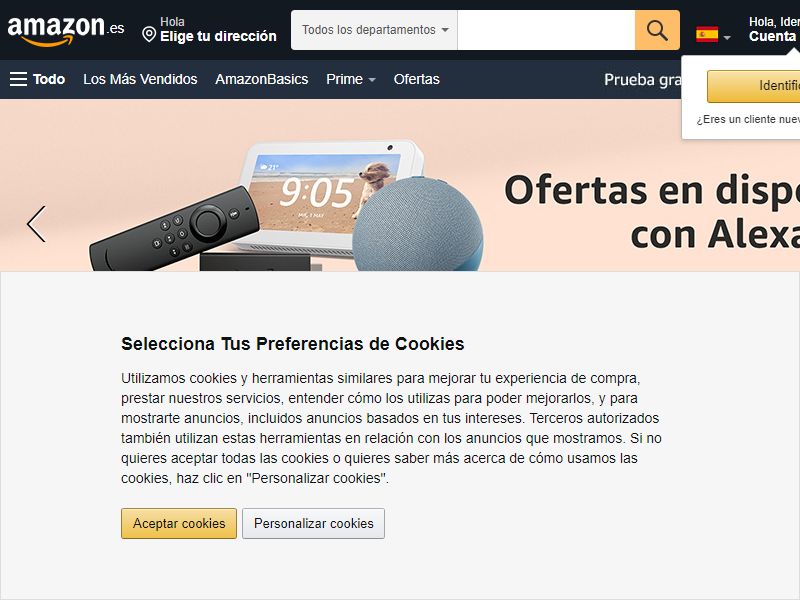 amazon.es
Hola
Elige tu dirección
Todos los departamentos
Hola, Iden
Cuenta
Todo
Los Más Vendidos
AmazonBasics
Prime
Ofertas
Prueba gra
Identific
¿Eres un cliente nuev
21°
9:05
Ofertas en dispo
con Alexa
Selecciona Tus Preferencias de Cookies
Utilizamos cookies y herramientas similares para mejorar tu experiencia de compra,
prestar nuestros servicios, entender cómo los utilizas para poder mejorarlos, y para
mostrarte anuncios, incluidos anuncios basados en tus intereses. Terceros autorizados
también utilizan estas herramientas en relación con los anuncios que mostramos. Si no
quieres aceptar todas las cookies o quieres saber más acerca de cómo usamos las
cookies, haz clic en "Personalizar cookies".
Aceptar cookies
Personalizar cookies